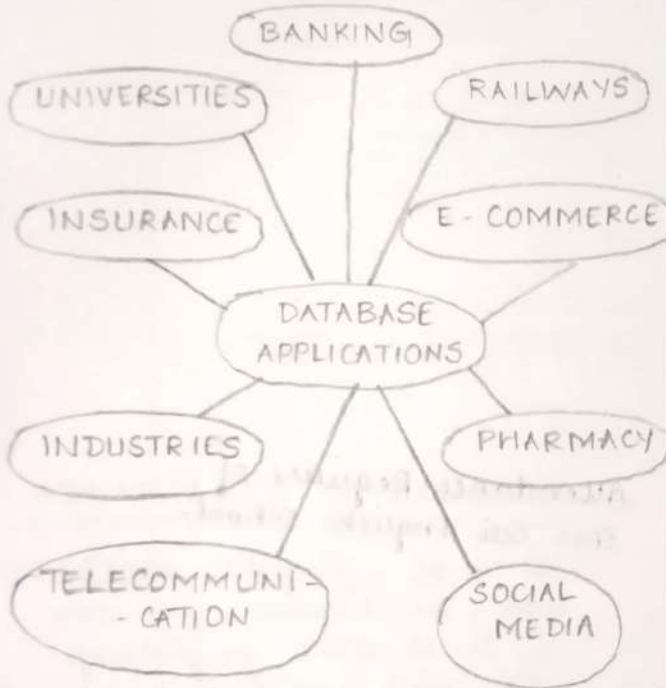 BANKING
UNIVERSITIES
RAILWAYS
INSURANCE
E - COMMERCE
DATABASE
APPLICATIONS
INDUSTRIES
PHARMACY
TELECOMMUNI -
- CATION
SOCIAL
MEDIA